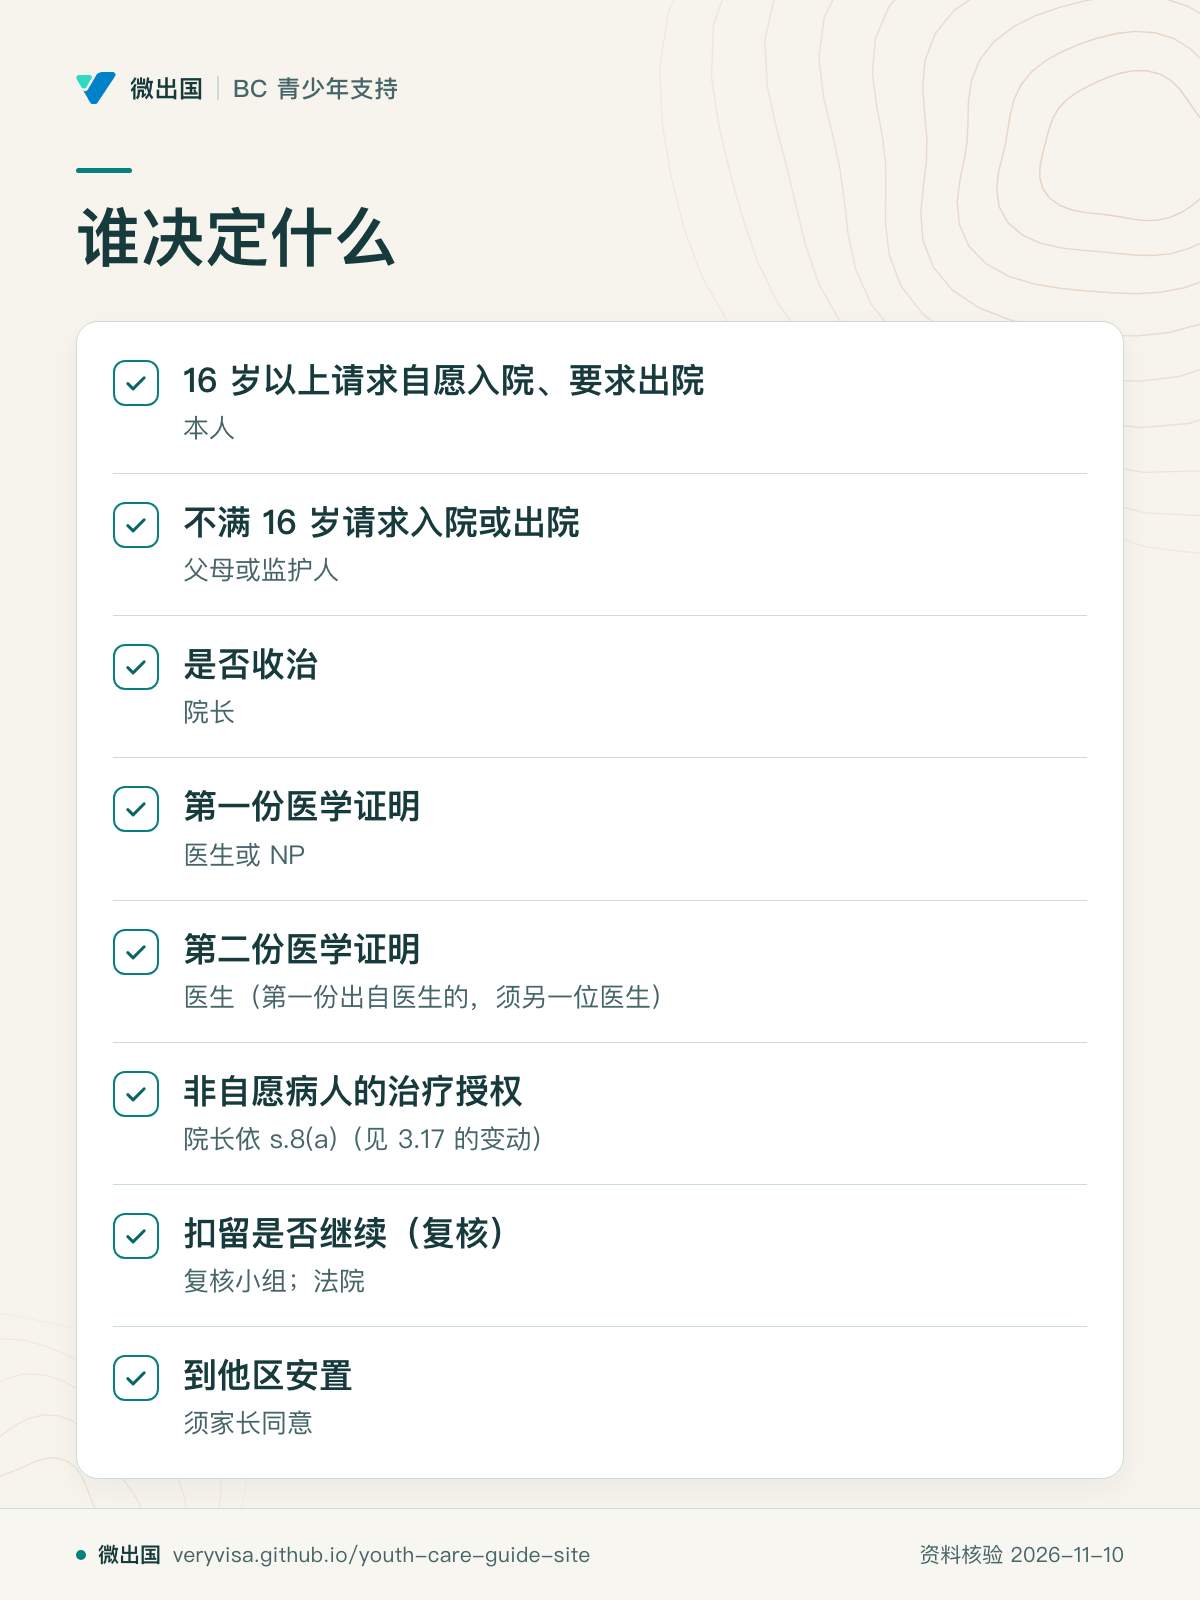 微出国 | BC 青少年支持
谁决定什么
16 岁以上请求自愿入院、要求出院
本人
不满 16 岁请求入院或出院
父母或监护人
是否收治
院长
第一份医学证明
医生或 NP
第二份医学证明
医生（第一份出自医生的，须另一位医生）
非自愿病人的治疗授权
院长依 s.8(a)（见 3.17 的变动）
扣留是否继续（复核）
复核小组；法院
到他区安置
须家长同意
微出国 veryvisa.github.io/youth-care-guide-site
资料核验 2026-11-10